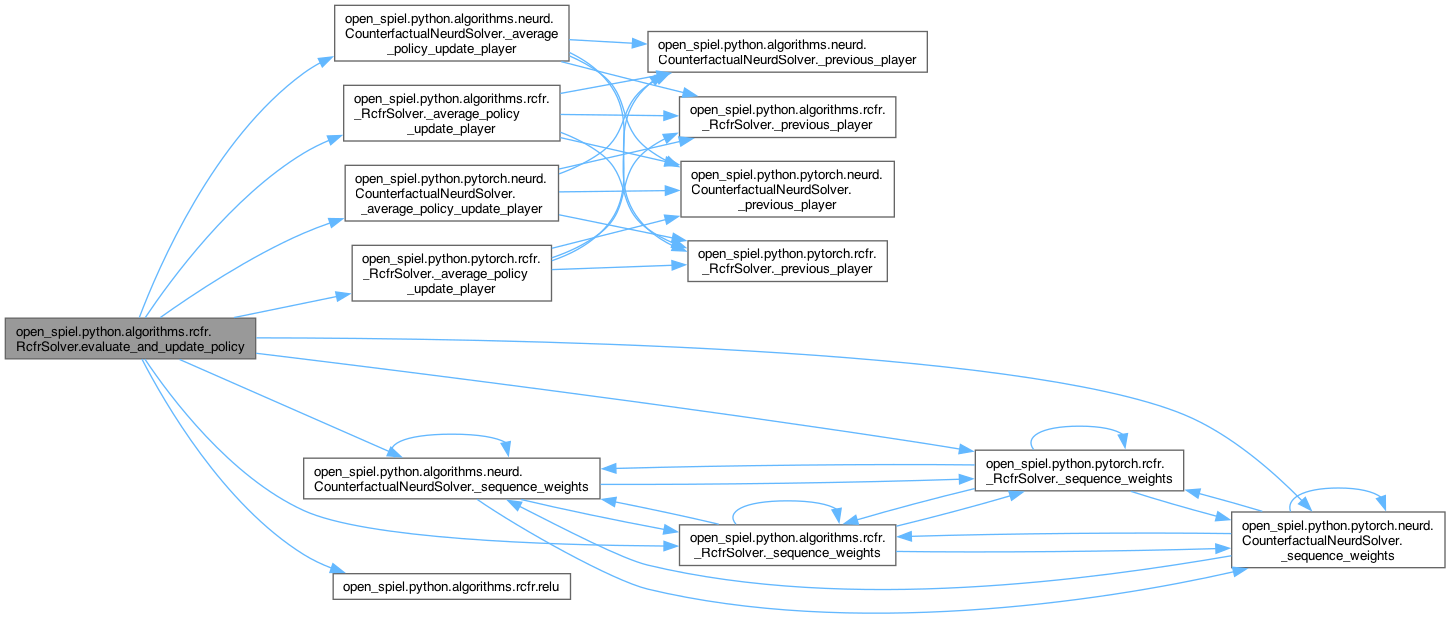 open_spiel.python.algorithms.neurd.
CounterfactualNeurdSolver._average
_policy_update_player
open_spiel.python.algorithms.neurd.
CounterfactualNeurdSolver._previous_player
open_spiel.python.algorithms.rcfr.
_RcfrSolver._average_policy
_update_player
open_spiel.python.algorithms.rcfr.
_RcfrSolver._previous_player
open_spiel.python.pytorch.neurd.
CounterfactualNeurdSolver.
_average_policy_update_player
open_spiel.python.pytorch.neurd.
CounterfactualNeurdSolver.
_previous_player
open_spiel.python.pytorch.rcfr.
_RcfrSolver._average_policy
_update_player
open_spiel.python.pytorch.rcfr.
_RcfrSolver._previous_player
open_spiel.python.algorithms.rcfr.
RcfrSolver.evaluate_and_update_policy
open_spiel.python.algorithms.neurd.
CounterfactualNeurdSolver._sequence_weights
open_spiel.python.pytorch.rcfr.
_RcfrSolver._sequence_weights
open_spiel.python.algorithms.rcfr.
_RcfrSolver._sequence_weights
open_spiel.python.pytorch.neurd.
CounterfactualNeurdSolver.
_sequence_weights
open_spiel.python.algorithms.rcfr.relu